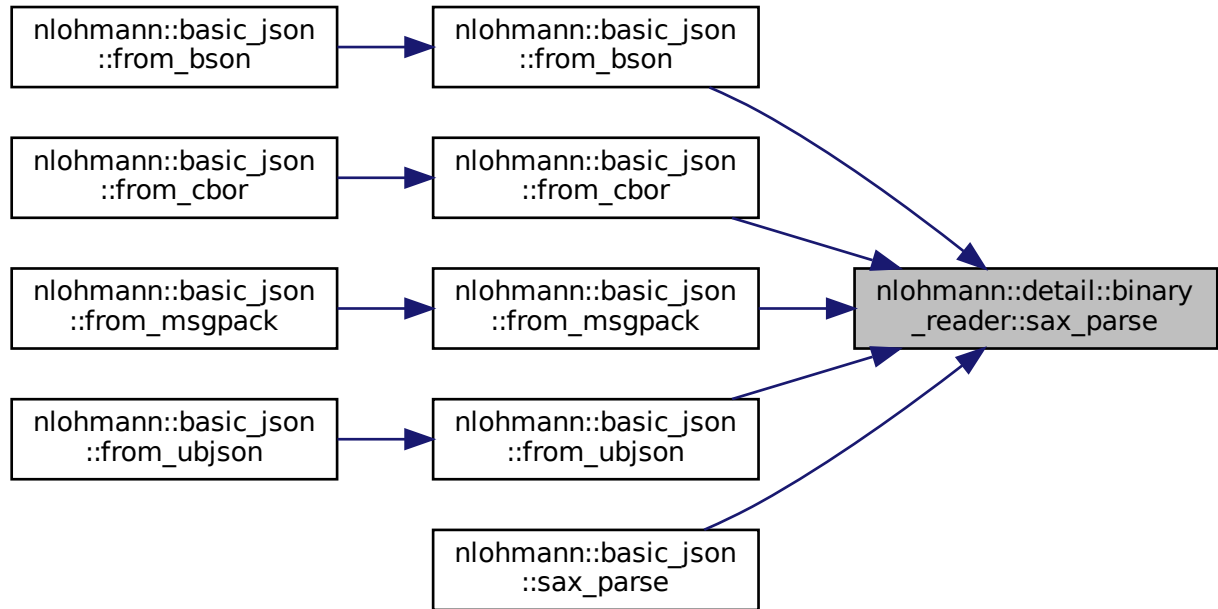 nlohmann::basic_json
::from_bson
nlohmann::basic_json
::from_bson
nlohmann::basic_json
::from_cbor
nlohmann::basic_json
::from_cbor
nlohmann::basic_json
::from_msgpack
nlohmann::basic_json
::from_msgpack
nlohmann::detail::binary
_reader::sax_parse
nlohmann::basic_json
::from_ubjson
nlohmann::basic_json
::from_ubjson
nlohmann::basic_json
::sax_parse